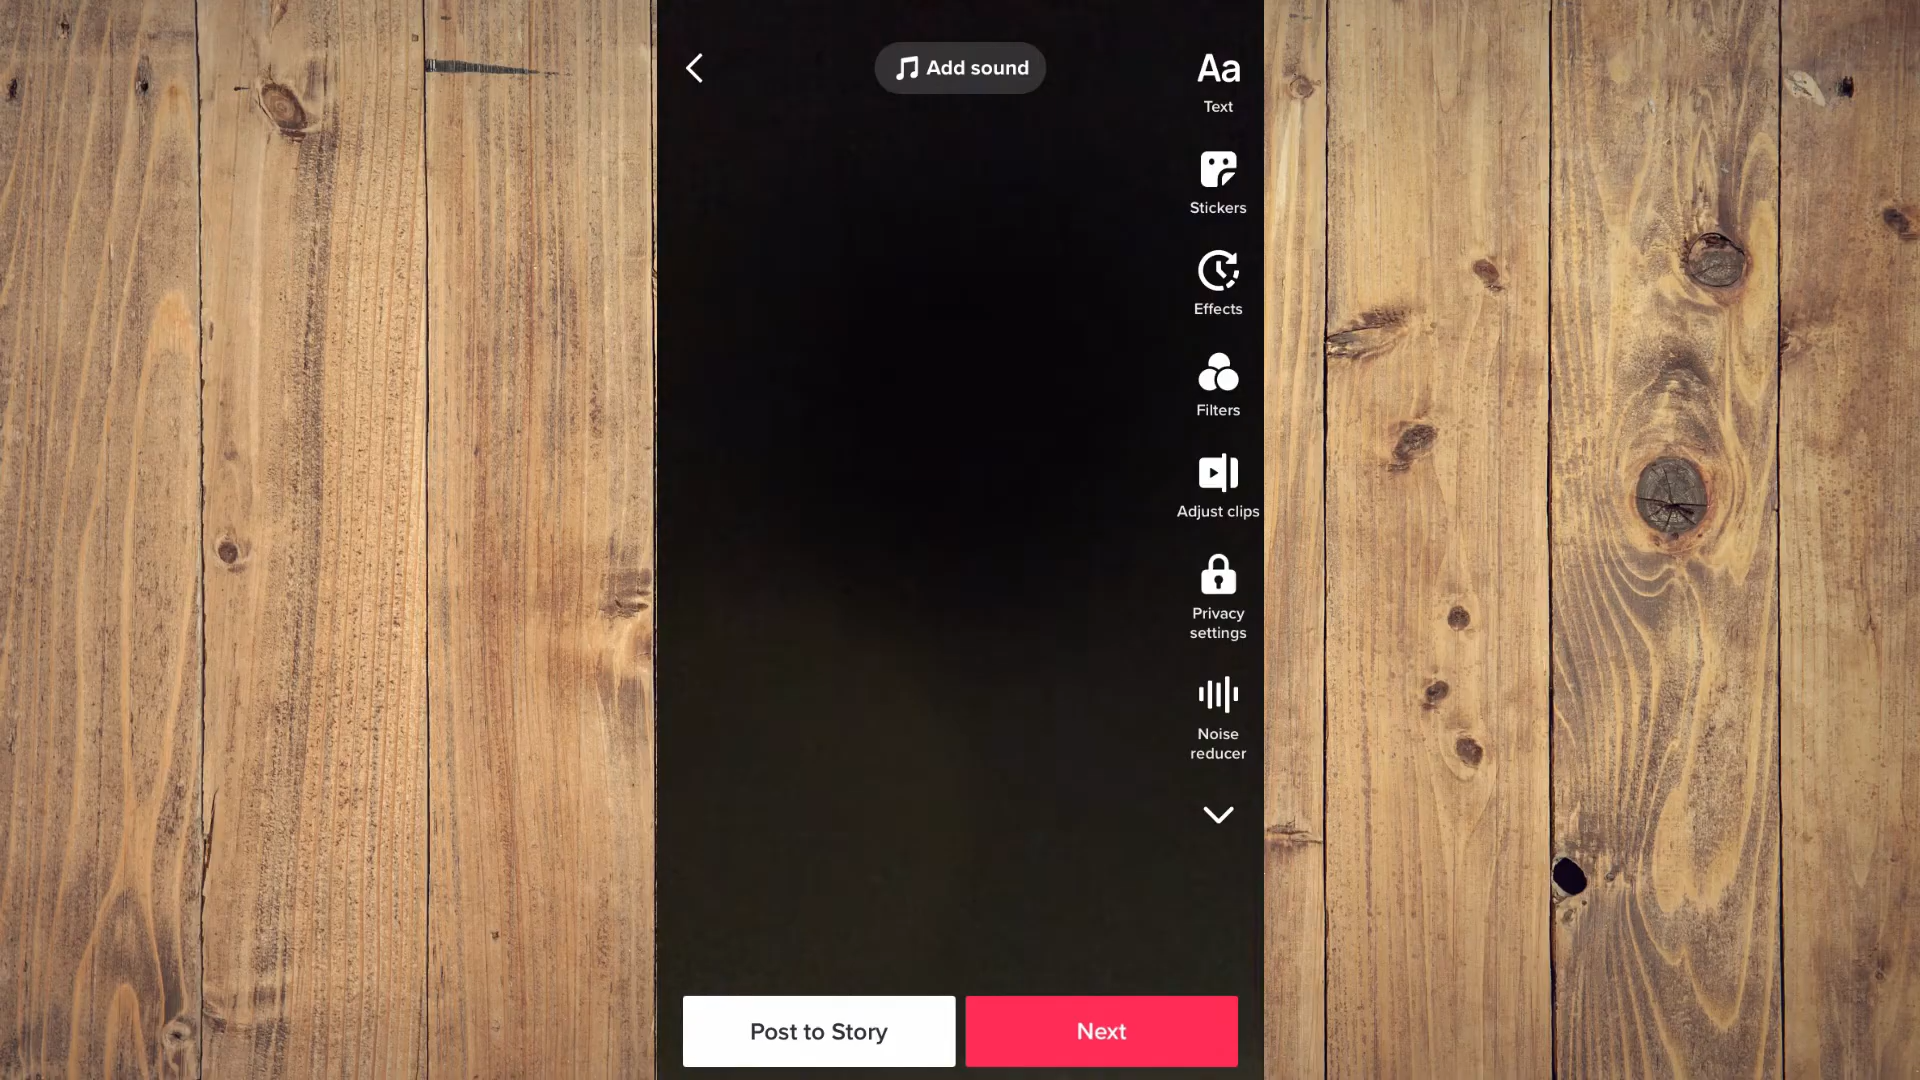 Add sound
Aa
Text
Stickers
Effects
Filters
Adjust clips
Privacy
settings
Noise
reducer
Post to Story
Next